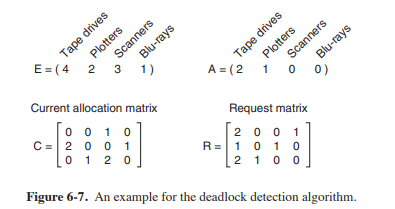 Tape drives Plotters Scanners Blu-rays Tape drives Plotters Scanners Blu-rays
E = ( 4 2 3 1 ) A = ( 2 1 0 0 )
Current allocation matrix Request matrix
0 0 1 0 2 0 0 1
C = 2 0 0 1 R = 1 0 1 0
0 1 2 0 2 1 0 0
Figure 6-7. An example for the deadlock detection algorithm.